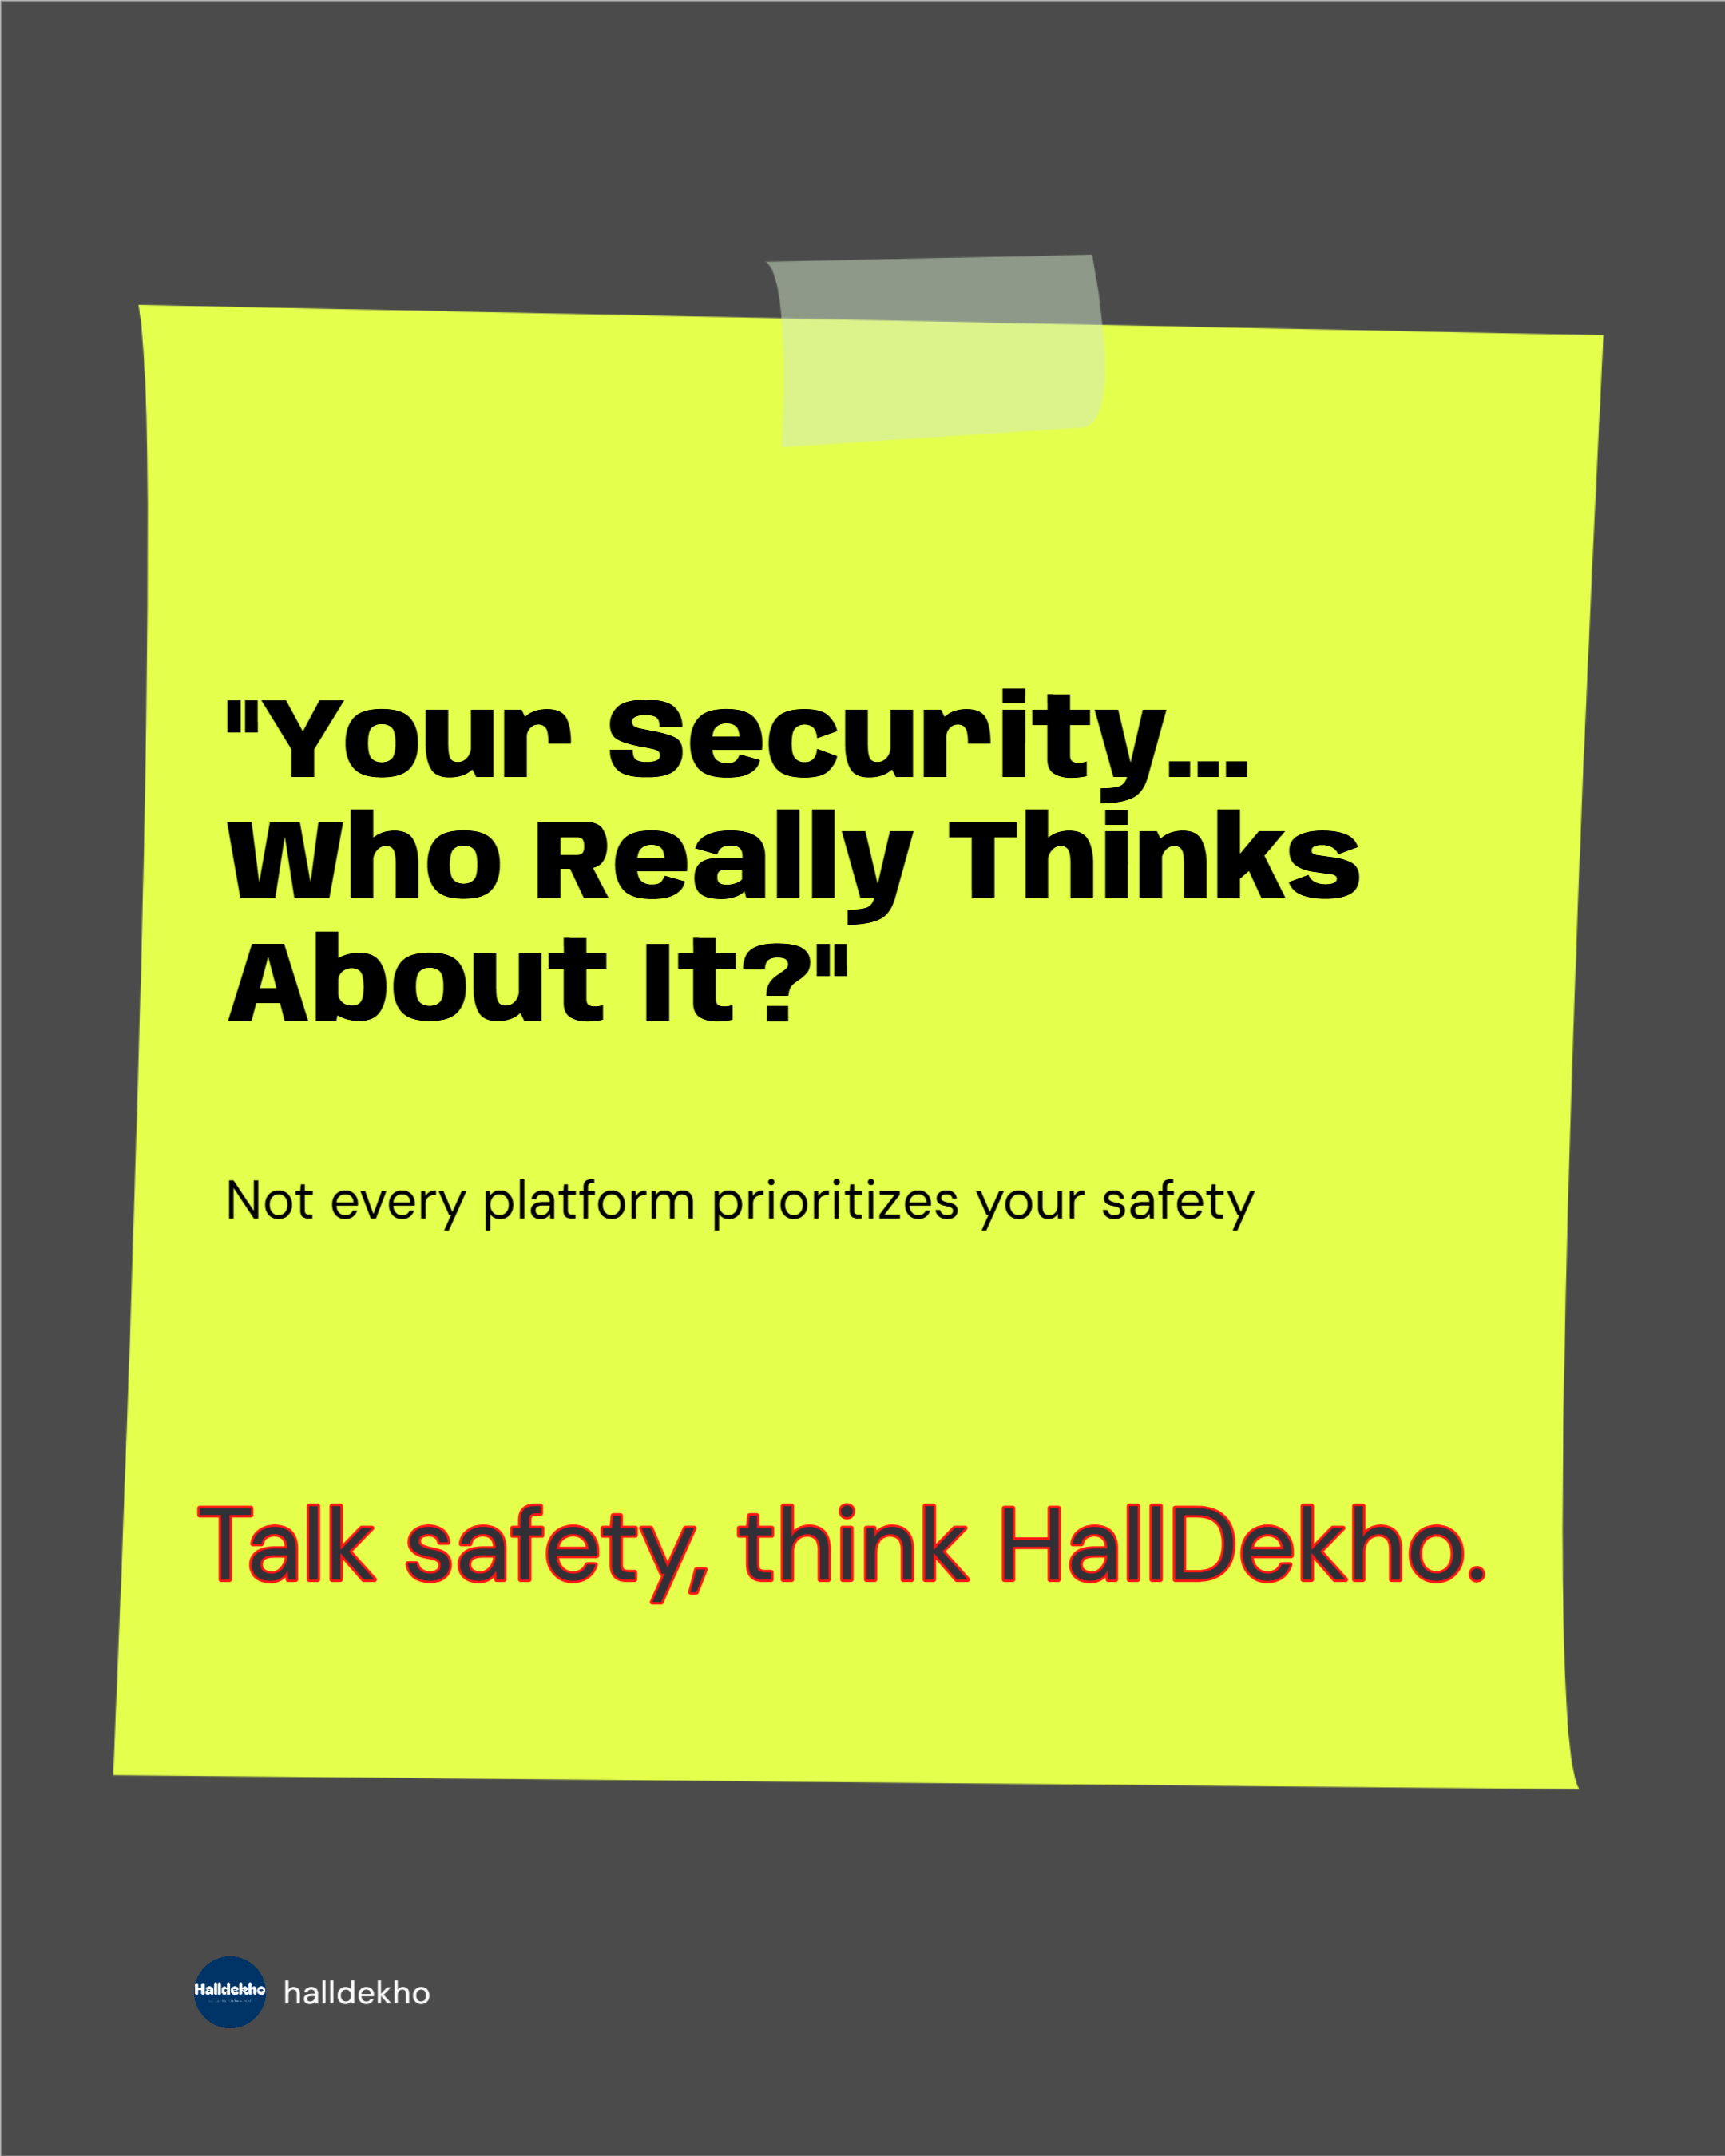 "Your Security...
Who Really Thinks
About It?"
Not every platform prioritizes your safety
Talk safety, think HallDekho.
Halldekho
halldekho